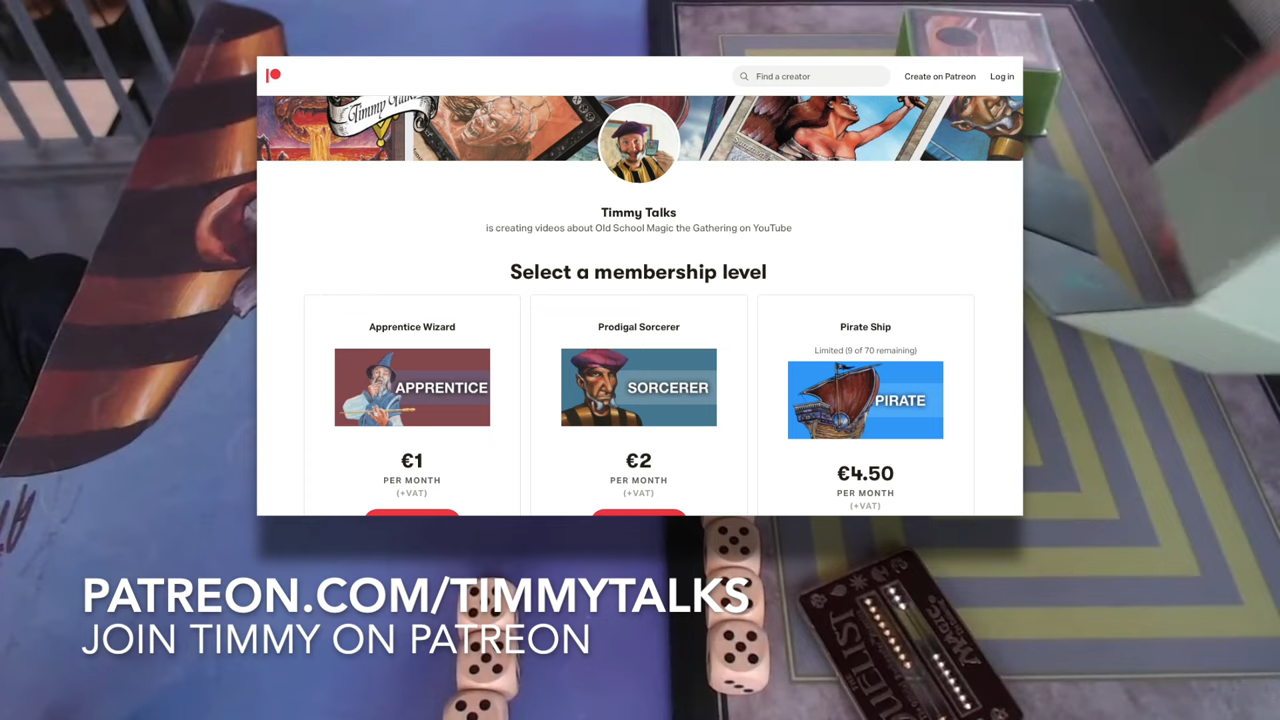 Find a creator
Create on Patreon
Log in
Timmy Talks
Timmy Talks
is creating videos about Old School Magic the Gathering on YouTube
Select a membership level
Apprentice Wizard
Prodigal Sorcerer
Pirate Ship
Limited (9 of 70 remaining)
APPRENTICE
SORCERER
PIRATE
€1
PER MONTH
(+VAT)
€2
PER MONTH
(+VAT)
€4.50
PER MONTH
(+VAT)
PATREON.COM/TIMMYTALKS
JOIN TIMMY ON PATREON
THE
DUELIST
MAGIC